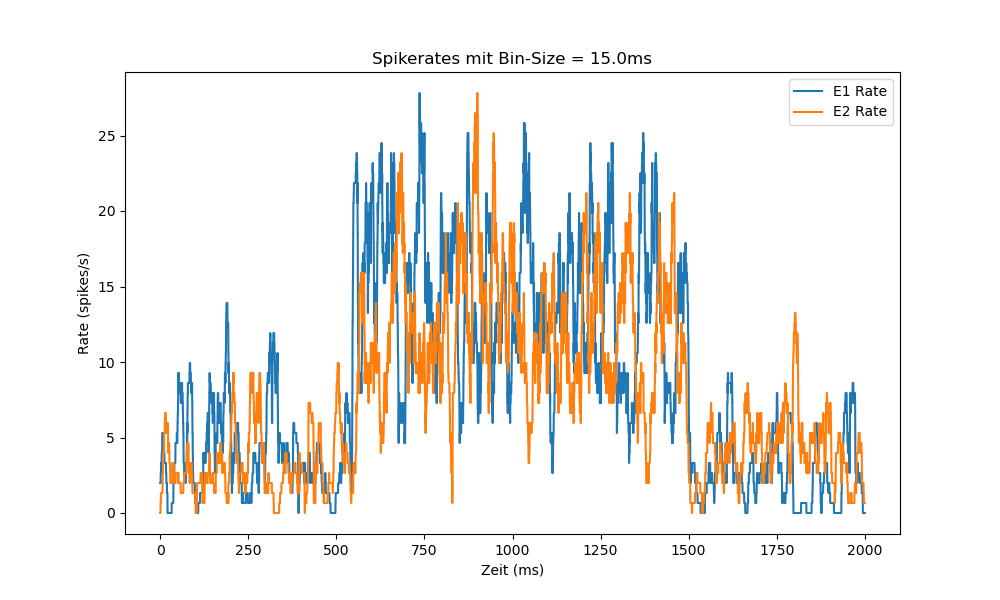 Spikerates mit Bin-Size = 15.0ms
E1 Rate
E2 Rate
Rate (spikes/s)
25
20
15
10
5
0
0 250 500 750 1000 1250 1500 1750 2000
Zeit (ms)